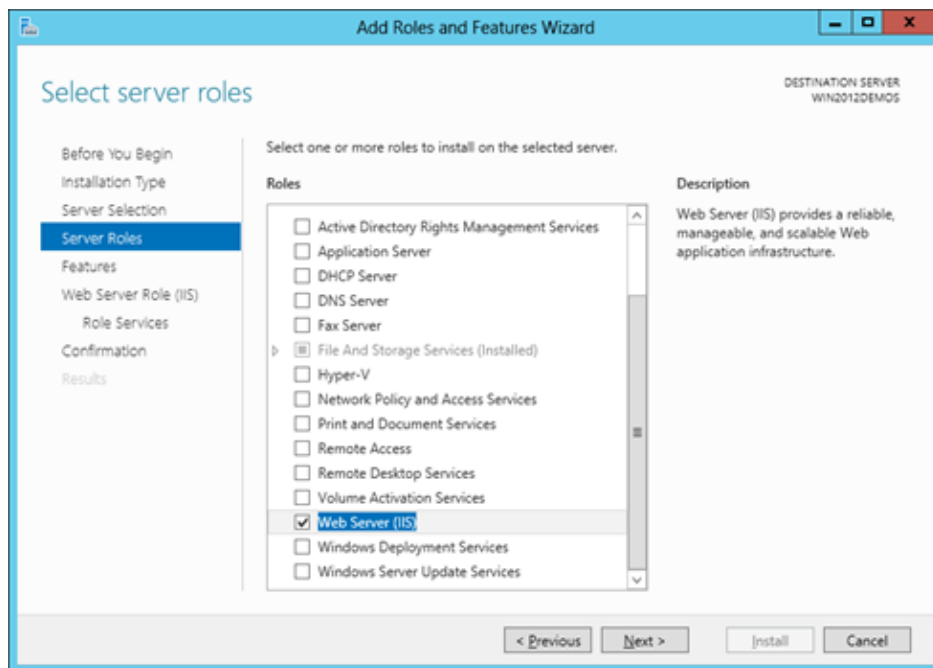 Add Roles and Features Wizard
Select server roles
DESTINATION SERVER
WIN2012DEMOS
Before You Begin
Installation Type
Server Selection
Server Roles
Features
Web Server Role (IIS)
Role Services
Confirmation
Results
Select one or more roles to install on the selected server.
Roles
Active Directory Rights Management Services
Application Server
DHCP Server
DNS Server
Fax Server
File And Storage Services (Installed)
Hyper-V
Network Policy and Access Services
Print and Document Services
Remote Access
Remote Desktop Services
Volume Activation Services
Web Server (IIS)
Windows Deployment Services
Windows Server Update Services
Description
Web Server (IIS) provides a reliable,
manageable, and scalable Web
application infrastructure.
< Previous
Next >
Install
Cancel